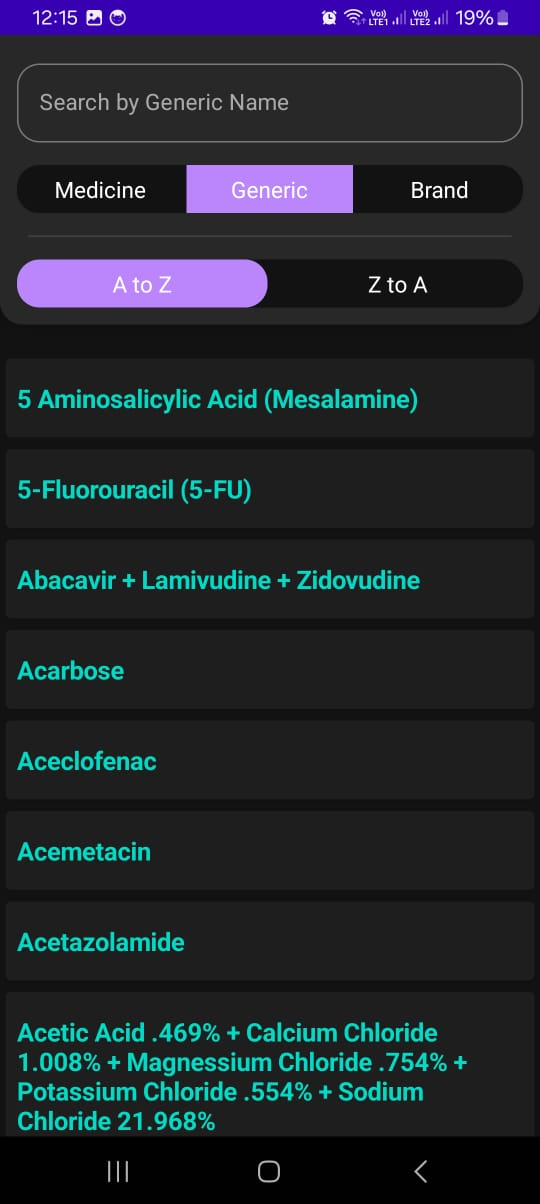 12:15
Vo)) LTE1 Vo)) LTE2 19%
Search by Generic Name
Medicine Generic Brand
A to Z Z to A
5 Aminosalicylic Acid (Mesalamine)
5-Fluorouracil (5-FU)
Abacavir + Lamivudine + Zidovudine
Acarbose
Aceclofenac
Acemetacin
Acetazolamide
Acetic Acid .469% + Calcium Chloride
1.008% + Magnessium Chloride .754% +
Potassium Chloride .554% + Sodium
Chloride 21.968%